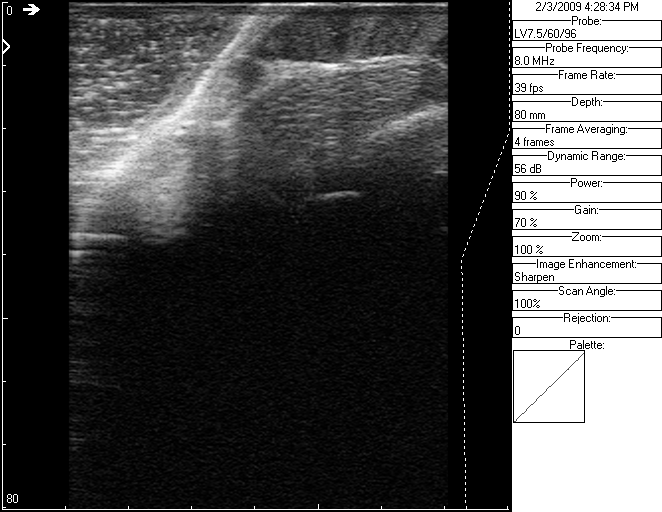 0
80
2/3/2009 4:28:34 PM
Probe:
LV7.5/60/96
Probe Frequency:
8.0 MHz
Frame Rate:
39 fps
Depth:
80 mm
Frame Averaging:
4 frames
Dynamic Range:
56 dB
Power:
90 %
Gain:
70 %
Zoom:
100 %
Image Enhancement:
Sharpen
Scan Angle:
100%
Rejection:
0
Palette: